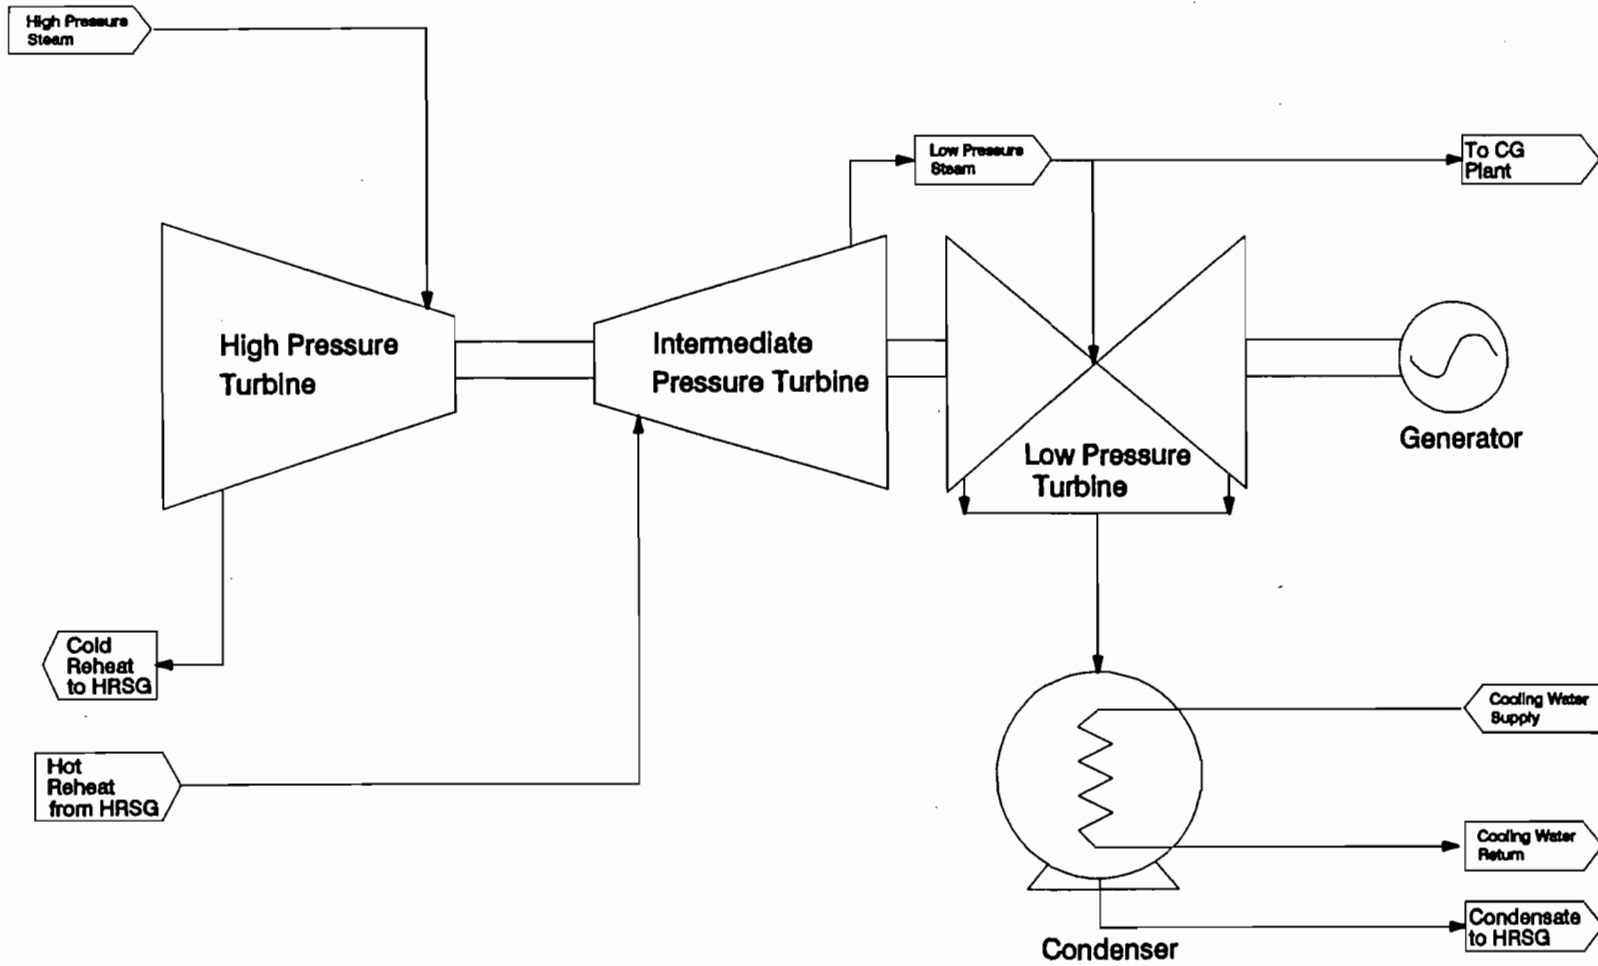 High Pressure
Steam
Low Pressure
Steam
To CG
Plant
High Pressure
Turbine
Intermediate
Pressure Turbine
Low Pressure
Turbine
Generator
Cold
Reheat
to HRSG
Hot
Reheat
from HRSG
Cooling Water
Supply
Cooling Water
Return
Condensate
to HRSG
Condenser